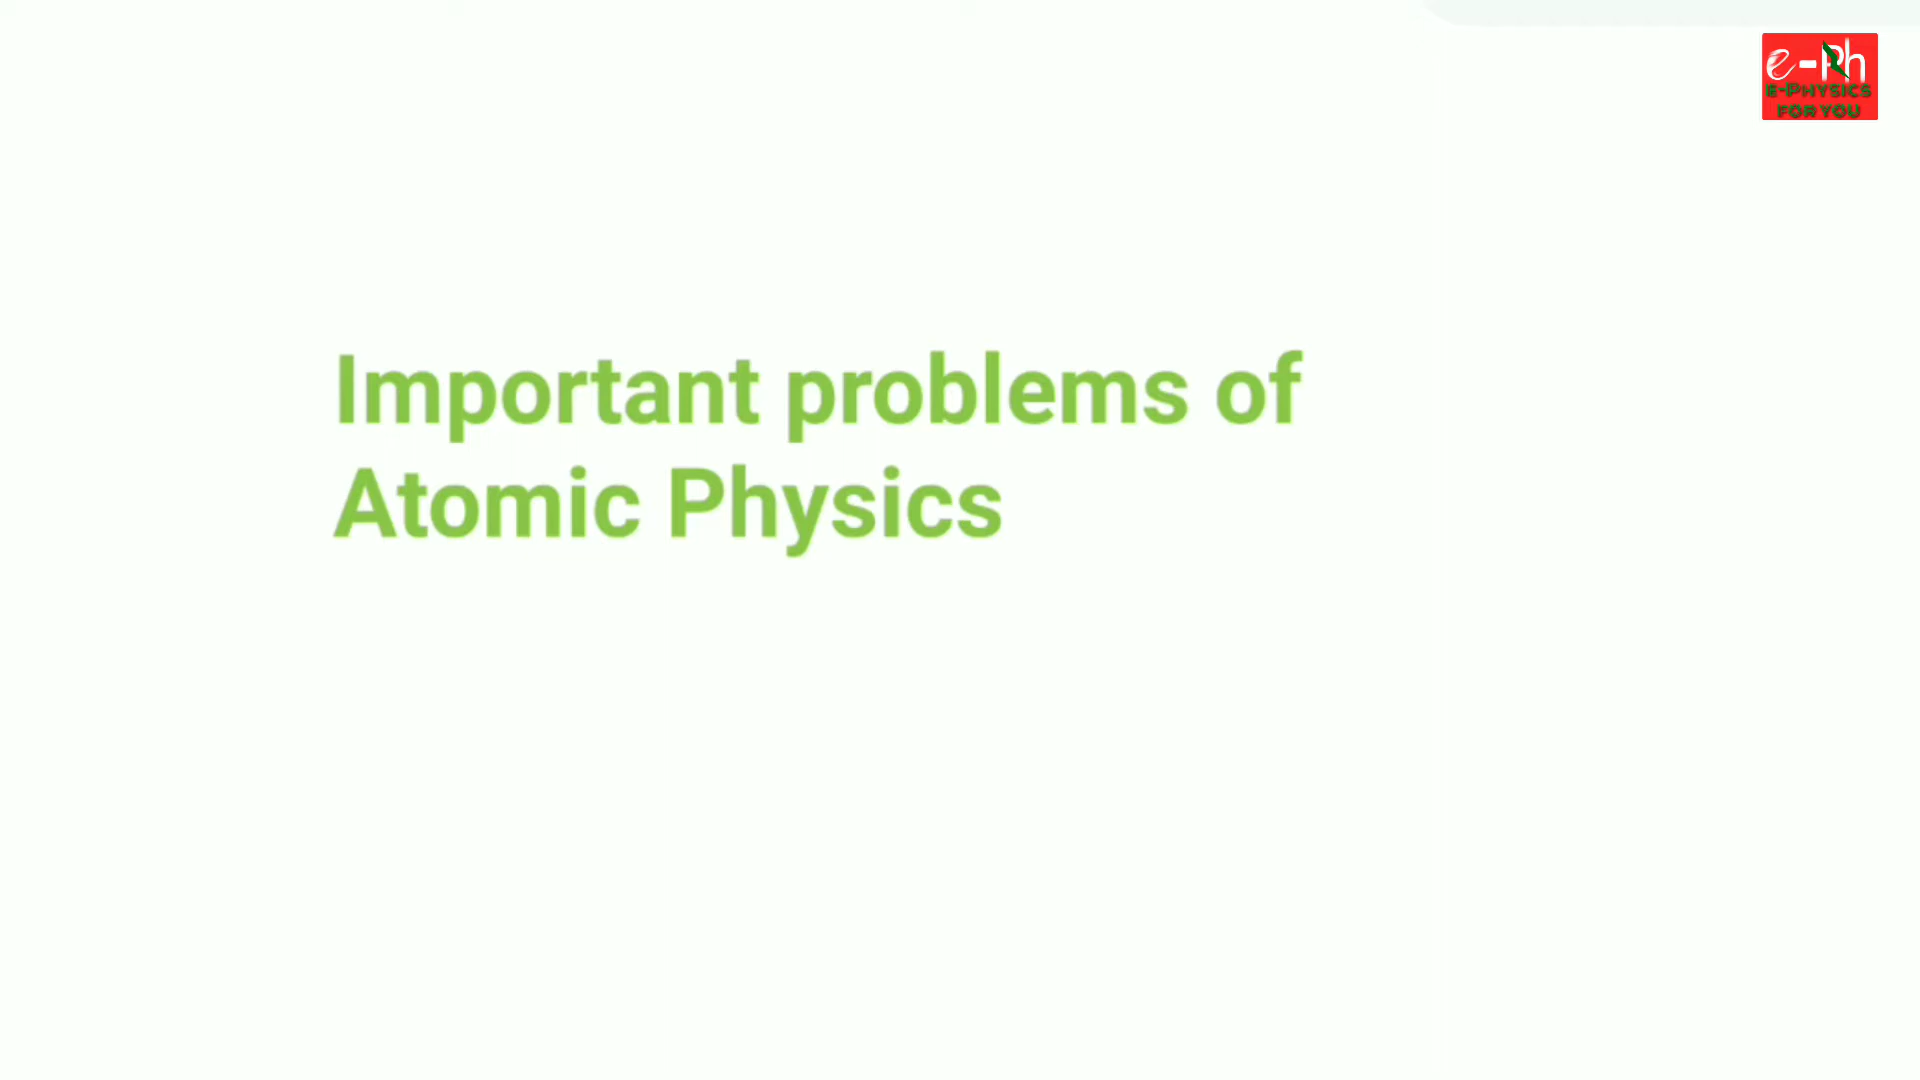 e-Ph
E-PHYSICS
FOR YOU
Important problems of
Atomic Physics